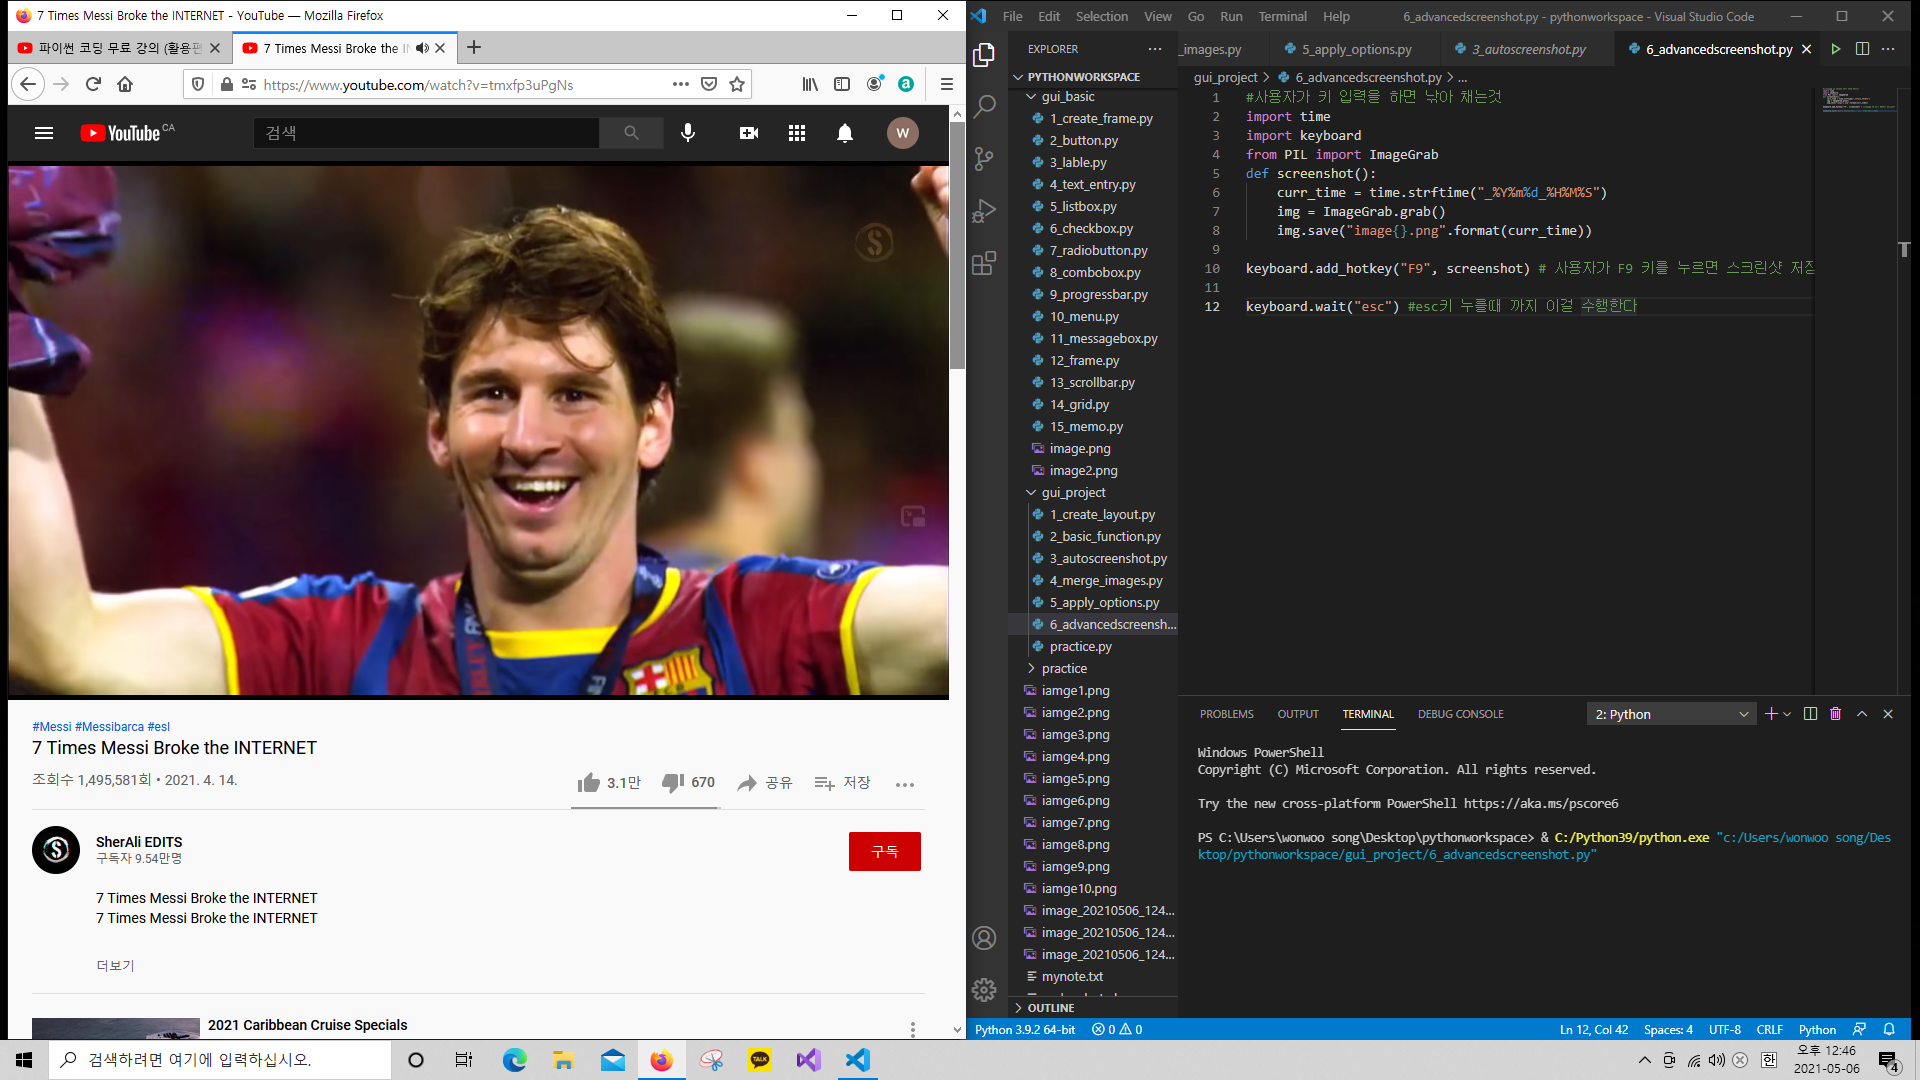 7 Times Messi Broke the INTERNET - YouTube — Mozilla Firefox
파이썬 코딩 무료 강의 (활용편
7 Times Messi Broke the IN
https://www.youtube.com/watch?v=tmxfp3uPgNs
YouTube CA
검색
W
#Messi #Messibarca #esl
7 Times Messi Broke the INTERNET
조회수 1,495,581회 • 2021. 4. 14.
3.1만
670
공유
저장
SherAli EDITS
구독자 9.54만명
구독
7 Times Messi Broke the INTERNET
7 Times Messi Broke the INTERNET
더보기
2021 Caribbean Cruise Specials
File Edit Selection View Go Run Terminal Help
6_advancedscreenshot.py - pythonworkspace - Visual Studio Code
EXPLORER
_images.py
5_apply_options.py
3_autoscreenshot.py
6_advancedscreenshot.py
PYTHONWORKSPACE
gui_basic
1_create_frame.py
2_button.py
3_lable.py
4_text_entry.py
5_listbox.py
6_checkbox.py
7_radiobutton.py
8_combobox.py
9_progressbar.py
10_menu.py
11_messagebox.py
12_frame.py
13_scrollbar.py
14_grid.py
15_memo.py
image.png
image2.png
gui_project
1_create_layout.py
2_basic_function.py
3_autoscreenshot.py
4_merge_images.py
5_apply_options.py
6_advancedscreensh...
practice.py
practice
iamge1.png
iamge2.png
iamge3.png
iamge4.png
iamge5.png
iamge6.png
iamge7.png
iamge8.png
iamge9.png
iamge10.png
image_20210506_124...
image_20210506_124...
image_20210506_124...
mynote.txt
OUTLINE
gui_project > 6_advancedscreenshot.py > ...
1 #사용자가 키 입력을 하면 낚아 채는것
2 import time
3 import keyboard
4 from PIL import ImageGrab
5 def screenshot():
6 curr_time = time.strftime("_%Y%m%d_%H%M%S")
7 img = ImageGrab.grab()
8 img.save("image{}.png".format(curr_time))
9
10 keyboard.add_hotkey("F9", screenshot) # 사용자가 F9 키를 누르면 스크린샷 저장
11
12 keyboard.wait("esc") #esc키 누를때 까지 이걸 수행한다
PROBLEMS OUTPUT TERMINAL DEBUG CONSOLE
2: Python
Windows PowerShell
Copyright (C) Microsoft Corporation. All rights reserved.
Try the new cross-platform PowerShell https://aka.ms/pscore6
PS C:\Users\wonwoo song\Desktop\pythonworkspace> & C:/Python39/python.exe "c:/Users/wonwoo song/Des
ktop/pythonworkspace/gui_project/6_advancedscreenshot.py"
Python 3.9.2 64-bit
0 0
Ln 12, Col 42
Spaces: 4
UTF-8
CRLF
Python
검색하려면 여기에 입력하십시오.
TALK
한
오후 12:46
2021-05-06
4